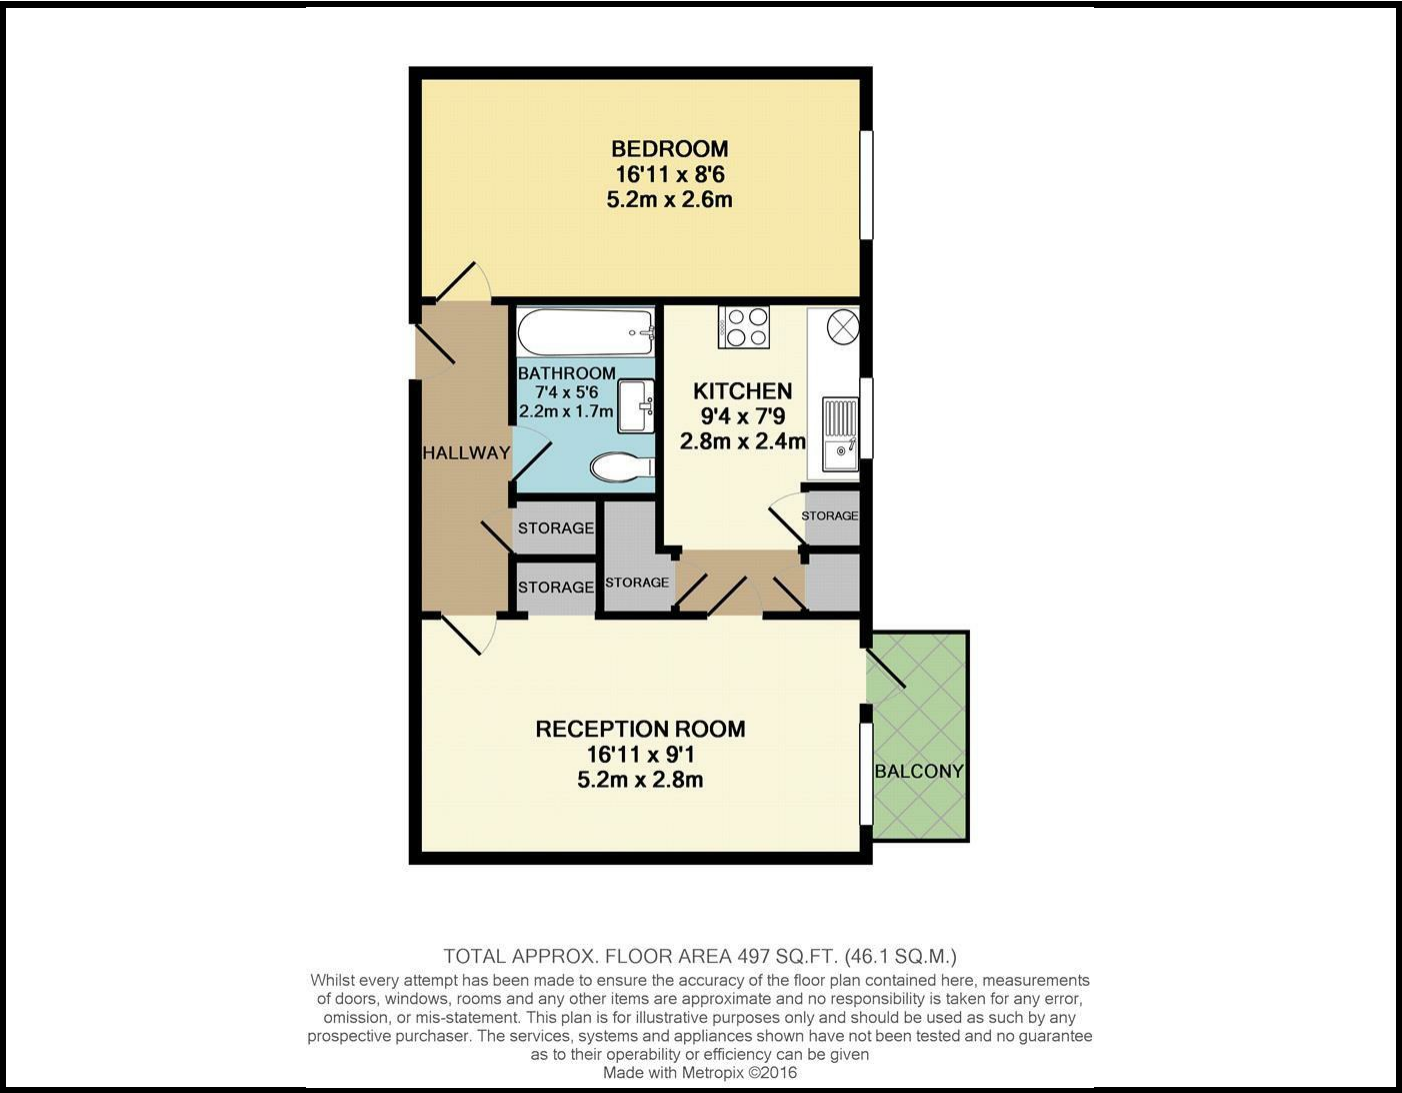 BEDROOM
16'11 x 8'6
5.2m x 2.6m
BATHROOM
7'4 x 5'6
2.2m x 1.7m
KITCHEN
9'4 x 7'9
2.8m x 2.4m
HALLWAY
STORAGE
STORAGE
STORAGE
STORAGE
RECEPTION ROOM
16'11 x 9'1
5.2m x 2.8m
BALCONY
TOTAL APPROX. FLOOR AREA 497 SQ.FT. (46.1 SQ.M.)
Whilst every attempt has been made to ensure the accuracy of the floor plan contained here, measurements
of doors, windows, rooms and any other items are approximate and no responsibility is taken for any error,
omission, or mis-statement. This plan is for illustrative purposes only and should be used as such by any
prospective purchaser. The services, systems and appliances shown have not been tested and no guarantee
as to their operability or efficiency can be given
Made with Metropix ©2016